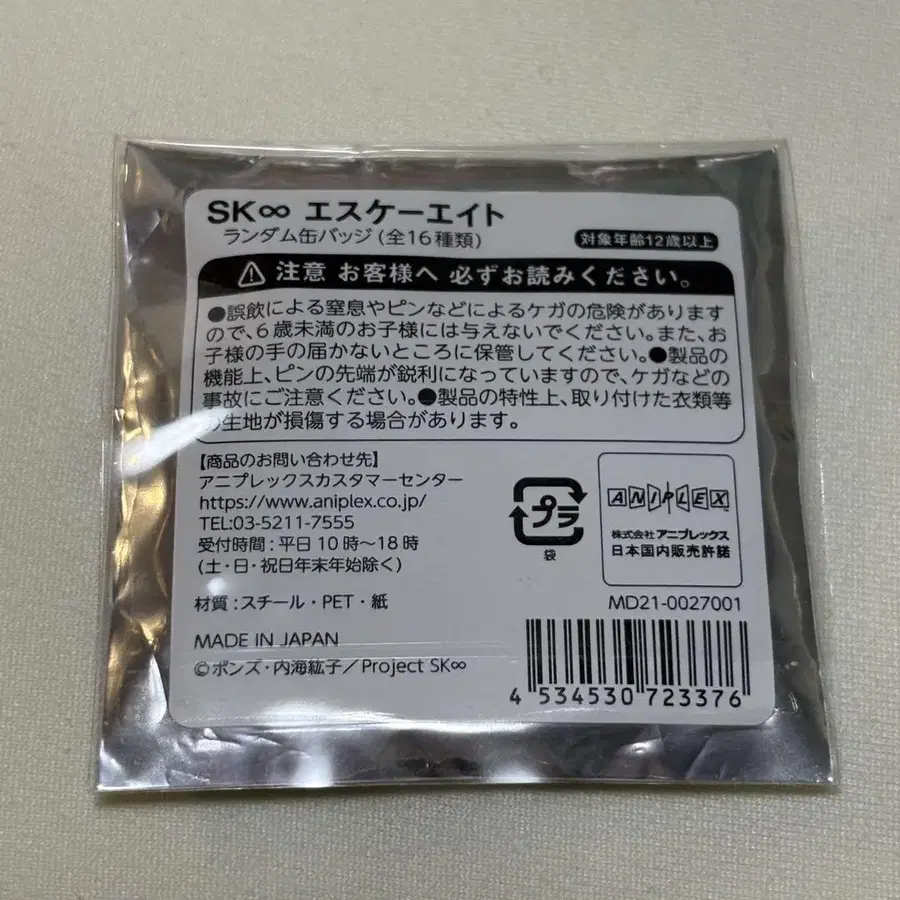 SK∞ エスケーエイト
ランダム缶バッジ(全16種類)
対象年齢12歳以上
注意 お客様へ 必ずお読みください。
●誤飲による窒息やピンなどによるケガの危険があります
ので、6歳未満のお子様には与えないでください。また、お
子様の手の届かないところに保管してください。●製品の
機能上、ピンの先端が鋭利になっていますので、ケガなどの
事故にご注意ください。●製品の特性上、取り付けた衣類等
の生地が損傷する場合があります。
【商品のお問い合わせ先】
アニプレックスカスタマーセンター
https://www.aniplex.co.jp/
TEL:03-5211-7555
受付時間:平日10時〜18時
(土・日・祝日年末年始除く)
プラ
袋
ANIPLEX
株式会社アニプレックス
日本国内販売許諾
材質:スチール・PET・紙
MD21-0027001
MADE IN JAPAN
©ボンズ・内海紘子/Project SK∞
4 534530 723376